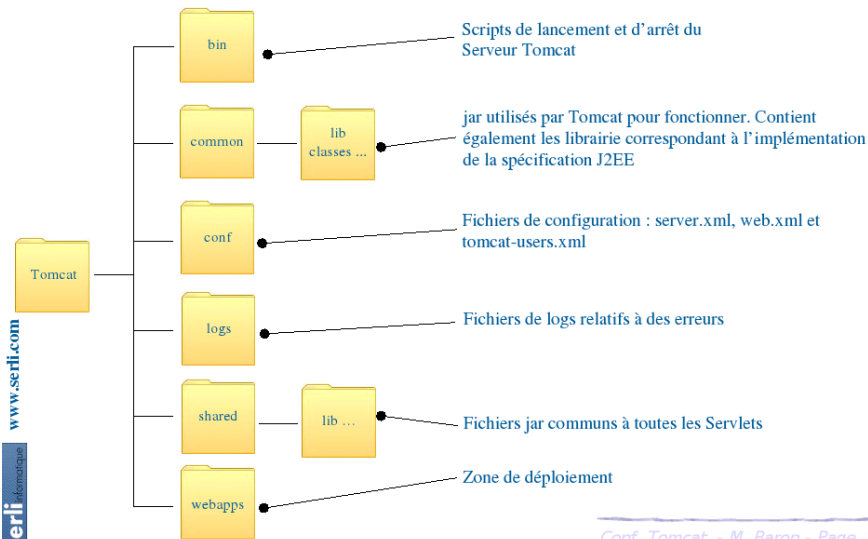 bin
Scripts de lancement et d'arrêt du
Serveur Tomcat
common
lib
classes ...
jar utilisés par Tomcat pour fonctionner. Contient
également les librairie correspondant à l'implémentation
de la spécification J2EE
conf
Fichiers de configuration : server.xml, web.xml et
tomcat-users.xml
Tomcat
logs
Fichiers de logs relatifs à des erreurs
shared
lib ...
Fichiers jar communs à toutes les Servlets
webapps
Zone de déploiement
www.serli.com
erli
informatique
Conf. Tomcat - M. Baron - Page